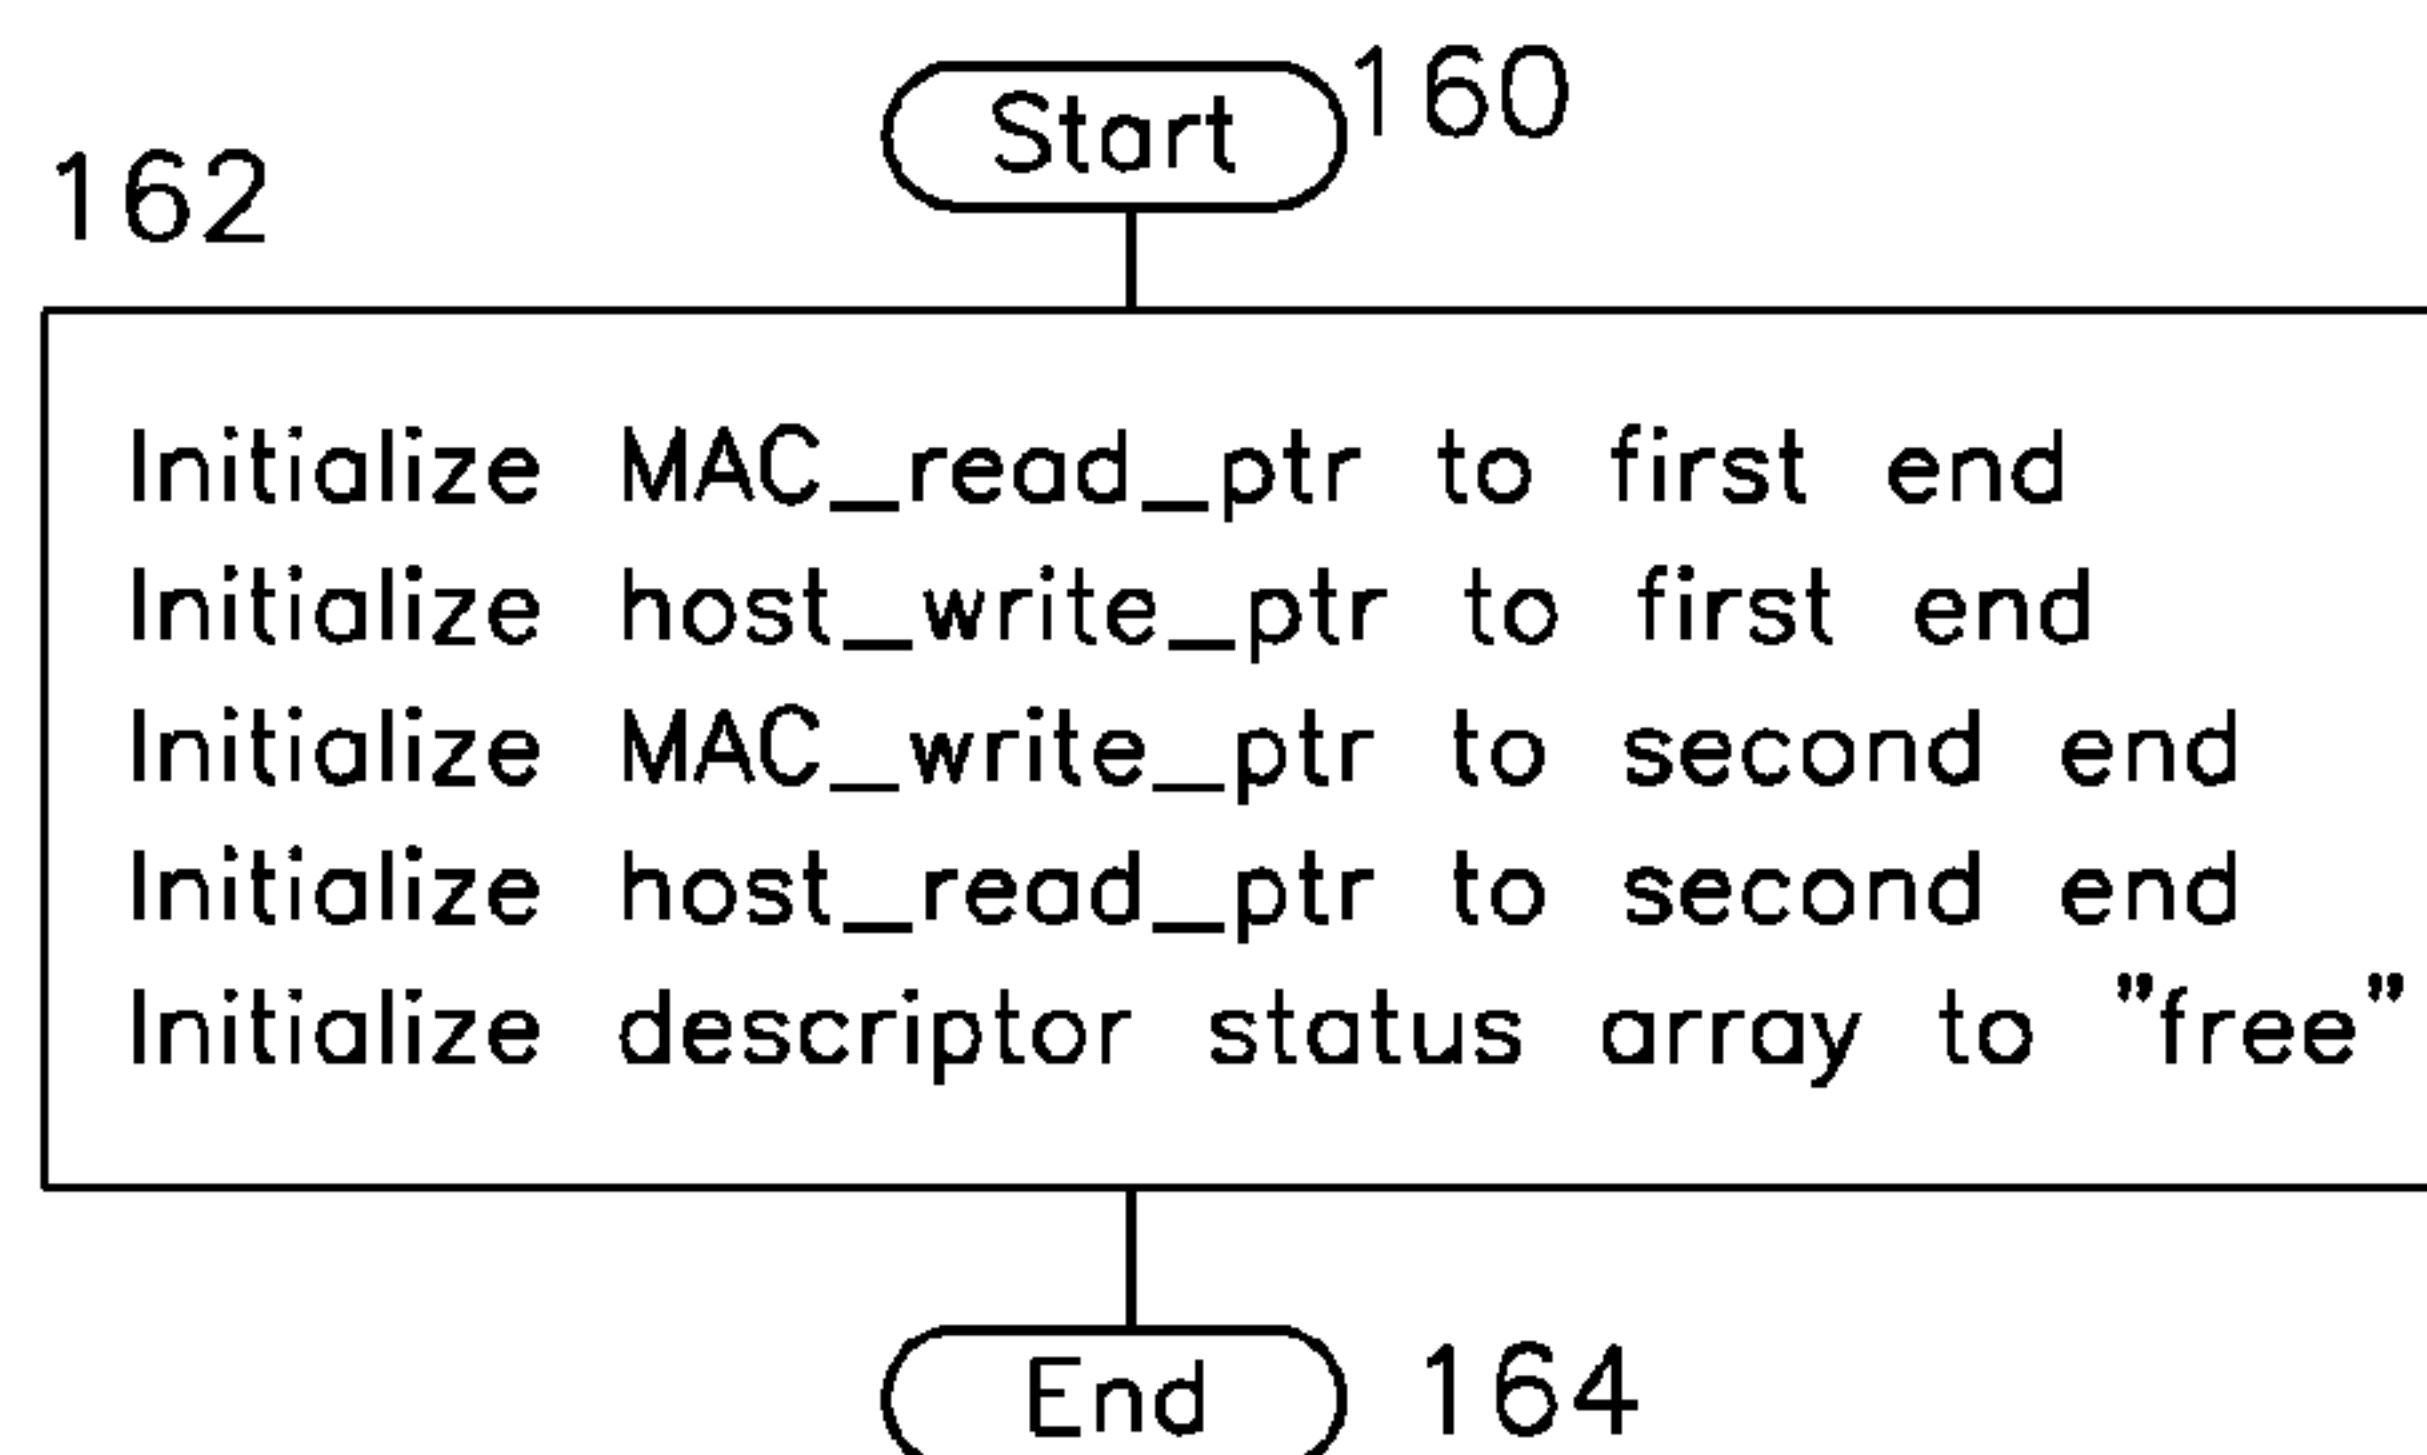 Start 160
162
Initialize MAC_read_ptr to first end
Initialize host_write_ptr to first end
Initialize MAC_write_ptr to second end
Initialize host_read_ptr to second end
Initialize descriptor status array to "free"
End 164